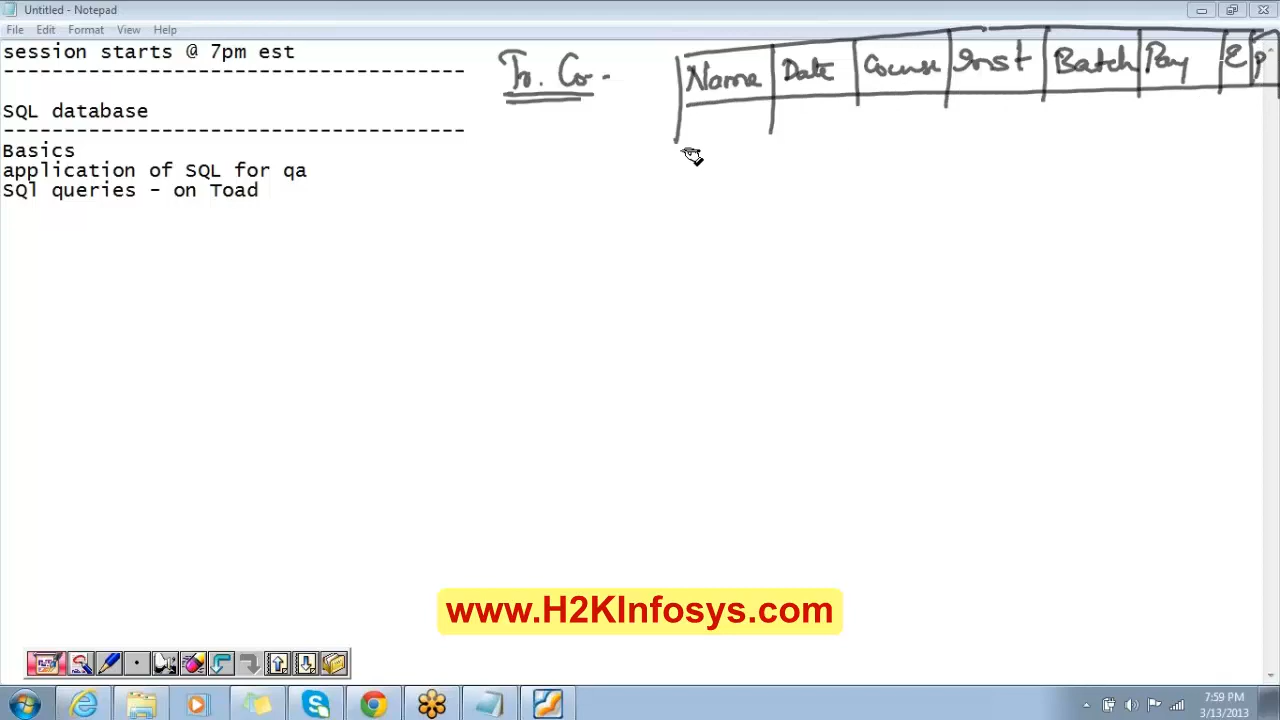 Untitled - Notepad
File Edit Format View Help
session starts @ 7pm est
----------------------------------------
SQL database
----------------------------------------
Basics
application of SQL for qa
SQl queries - on Toad
Tr. Co.
Name Date Course Inst Batch Pay E P
www.H2KInfosys.com
7:59 PM
3/13/2013